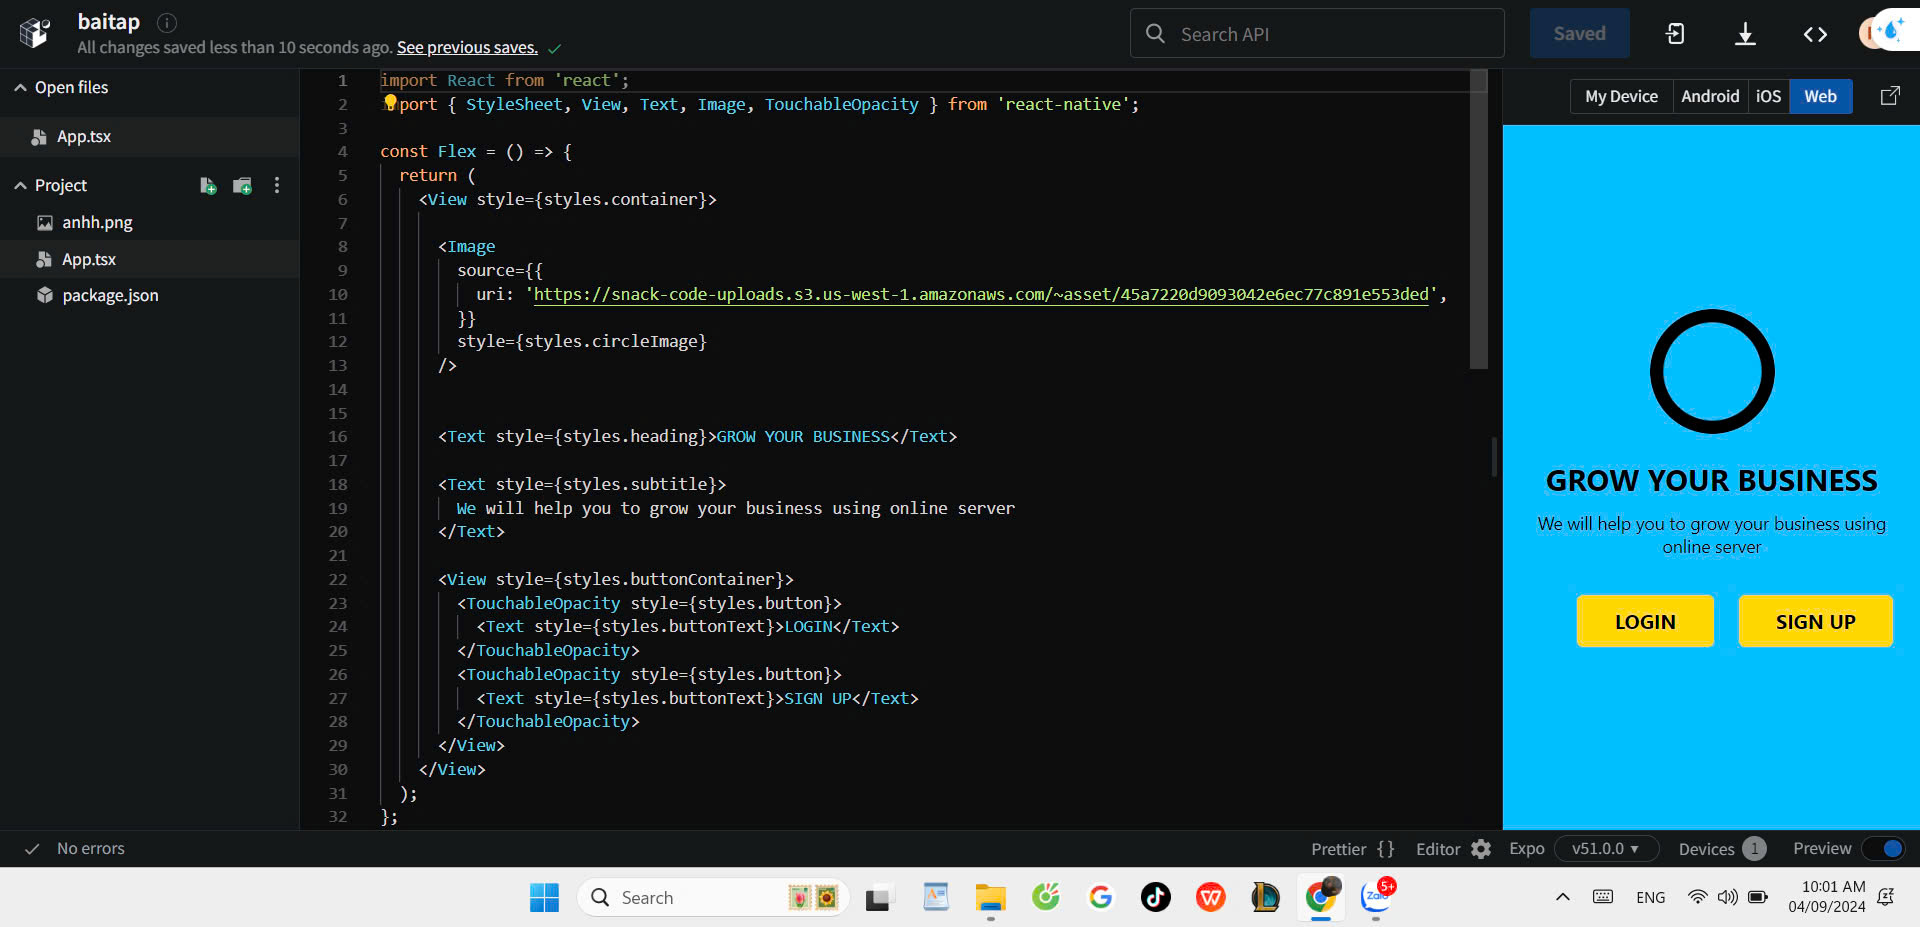 baitap
All changes saved less than 10 seconds ago. See previous saves.
Search API
Saved
Open files
App.tsx
Project
anhh.png
App.tsx
package.json
1 import React from 'react';
2 import { StyleSheet, View, Text, Image, TouchableOpacity } from 'react-native';
3
4 const Flex = () => {
5 return (
6 <View style={styles.container}>
7
8 <Image
9 source={{
10 uri: 'https://snack-code-uploads.s3.us-west-1.amazonaws.com/~asset/45a7220d9093042e6ec77c891e553ded',
11 }}
12 style={styles.circleImage}
13 />
14
15
16 <Text style={styles.heading}>GROW YOUR BUSINESS</Text>
17
18 <Text style={styles.subtitle}>
19 We will help you to grow your business using online server
20 </Text>
21
22 <View style={styles.buttonContainer}>
23 <TouchableOpacity style={styles.button}>
24 <Text style={styles.buttonText}>LOGIN</Text>
25 </TouchableOpacity>
26 <TouchableOpacity style={styles.button}>
27 <Text style={styles.buttonText}>SIGN UP</Text>
28 </TouchableOpacity>
29 </View>
30 </View>
31 );
32 };
My Device Android iOS Web
GROW YOUR BUSINESS
We will help you to grow your business using
online server
LOGIN SIGN UP
No errors
Prettier { } Editor Expo v51.0.0 Devices 1 Preview
Search
Zalo 5+
ENG
10:01 AM
04/09/2024